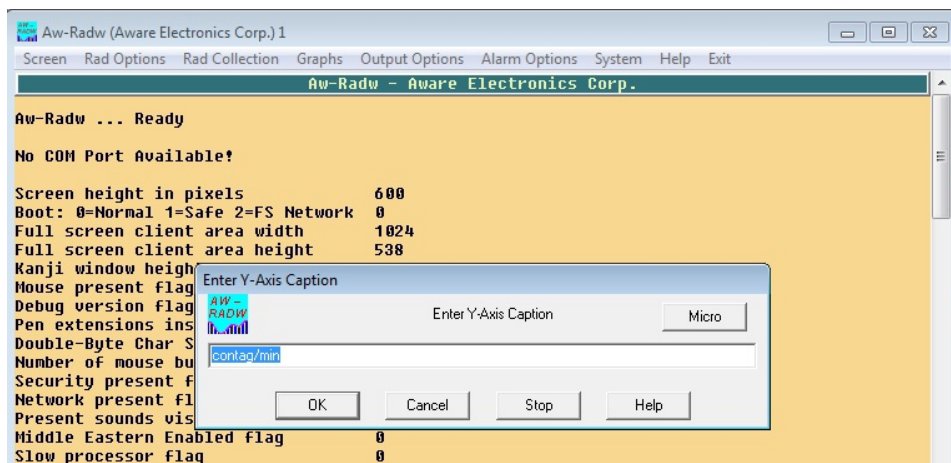 Aw-Radw (Aware Electronics Corp.) 1
Screen Rad Options Rad Collection Graphs Output Options Alarm Options System Help Exit
Aw-Radw - Aware Electronics Corp.
Aw-Radw ... Ready
No COM Port Available!
Screen height in pixels 600
Boot: 0=Normal 1=Safe 2=FS Network 0
Full screen client area width 1024
Full screen client area height 538
Kanji window heigh
Mouse present flag
Debug version flag
Pen extensions ins
Double-Byte Char S
Number of mouse bu
Security present f
Network present fl
Present sounds vis
Middle Eastern Enabled flag 0
Slow processor flag 0
Enter Y-Axis Caption
AW-
RADW
Enter Y-Axis Caption
Micro
contag/min
OK Cancel Stop Help